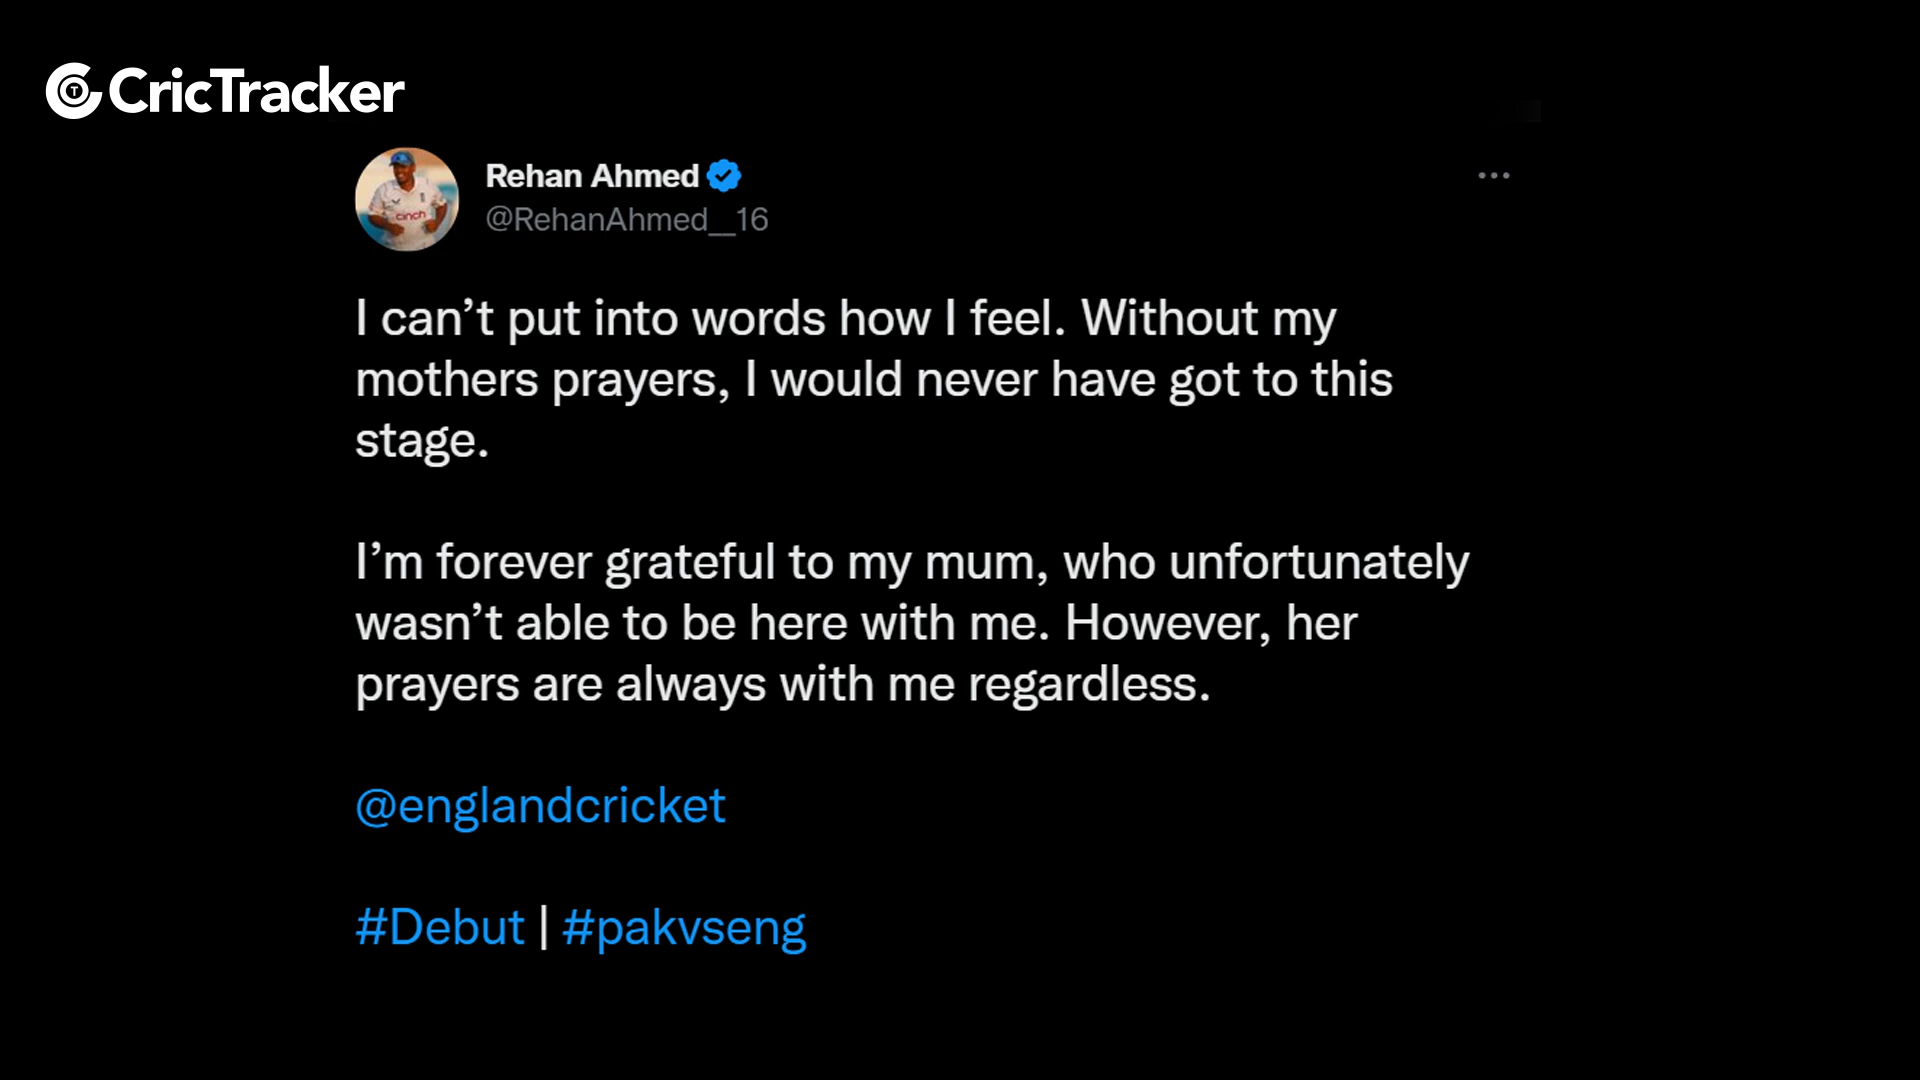 CricTracker
Rehan Ahmed
@RehanAhmed__16
cinch
I can’t put into words how I feel. Without my
mothers prayers, I would never have got to this
stage.
I’m forever grateful to my mum, who unfortunately
wasn’t able to be here with me. However, her
prayers are always with me regardless.
@englandcricket
#Debut | #pakvseng